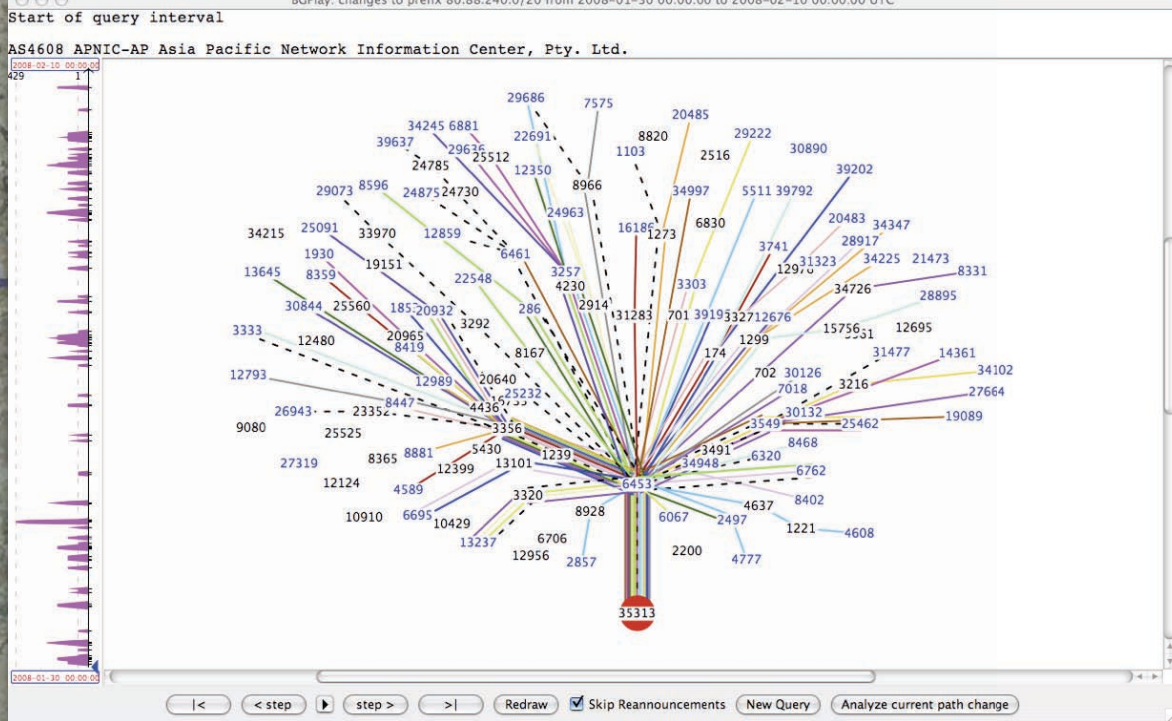 BGPlay: changes to prefix 80.88.240.0/20 from 2008-01-30 00:00:00 to 2008-02-10 00:00:00 UTC
Start of query interval
AS4608 APNIC-AP Asia Pacific Network Information Center, Pty. Ltd.
2008-02-10 00:00:00
429 1
29686 7575
20485
34245 6881 8820 29222
39637 22691 1103 2516 30890
29636 25512
24785 12350 39202
29073 8596 24875 24730 8966 34997 5511 39792
24963 20483
34215 33970 12859 1273 6830 34347
25091 3741 28917
1930 19151 6461 31323 34225 21473
13645 8359 22548 3257 8331
4230 3303 34726
30844 25560 20932 286 2914 28895
31283 701 12676
3333 12480 20965 3292 15756 12695
8419 8167 174 1299 31477 14361
12793 12989 20640 702 30126 3216 34102
25232 7018 27664
26943 23352 8447 4436 30132 19089
9080 25525 3356 3549 25462
5430 3491 8468
27319 8365 8881 12399 13101 1239 34948 6320
12124 4589 6453 6762
3320 8402
10910 6695 10429 8928 6067 2497 4637
1221 4608
13237 6706 2200
12956 2857 4777
35313
2008-01-30 00:00:00
|< < step step > >| Redraw Skip Reannouncements New Query Analyze current path change